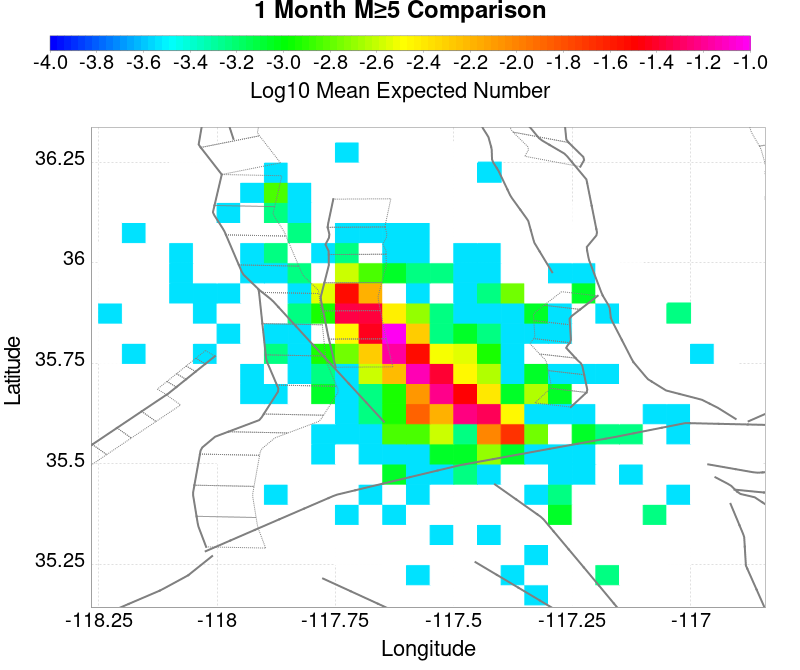 1 Month M≥5 Comparison
-4.0 -3.8 -3.6 -3.4 -3.2 -3.0 -2.8 -2.6 -2.4 -2.2 -2.0 -1.8 -1.6 -1.4 -1.2 -1.0
Log10 Mean Expected Number
36.25
36
35.75
35.5
35.25
Latitude
-118.25 -118 -117.75 -117.5 -117.25 -117
Longitude